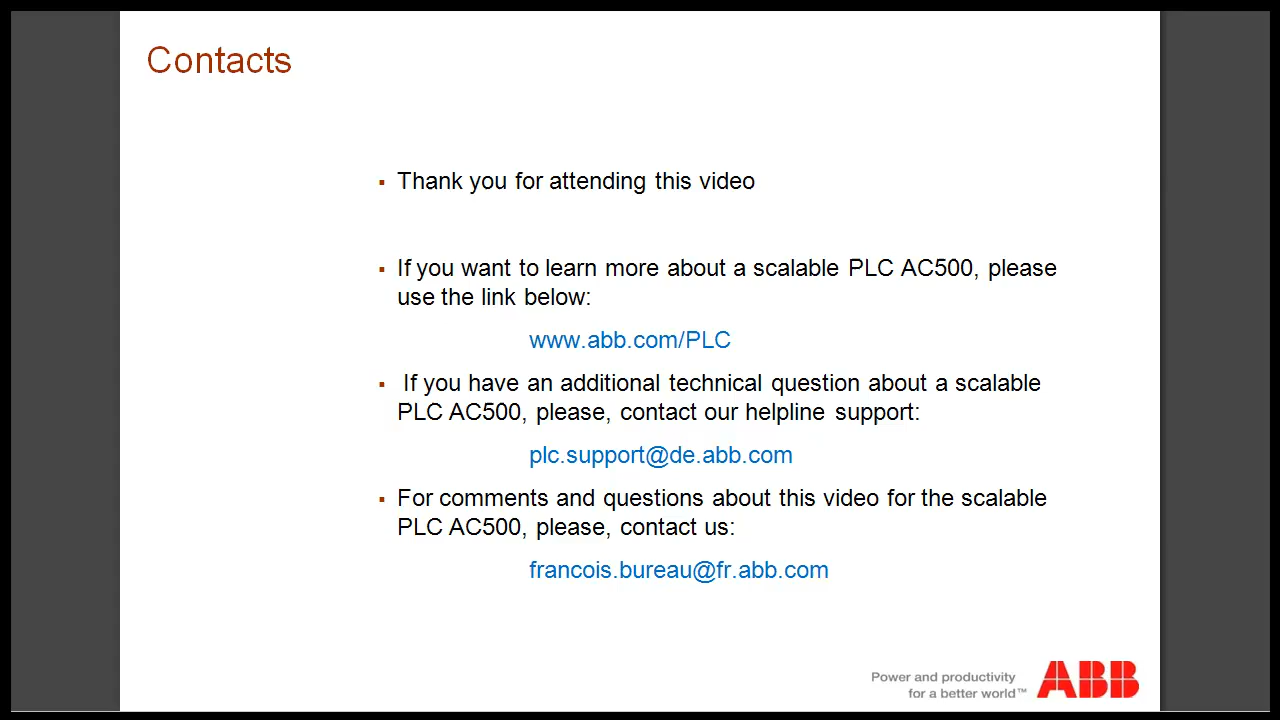 Contacts
Thank you for attending this video
If you want to learn more about a scalable PLC AC500, please
use the link below:
www.abb.com/PLC
If you have an additional technical question about a scalable
PLC AC500, please, contact our helpline support:
plc.support@de.abb.com
For comments and questions about this video for the scalable
PLC AC500, please, contact us:
francois.bureau@fr.abb.com
Power and productivity
for a better world™
ABB